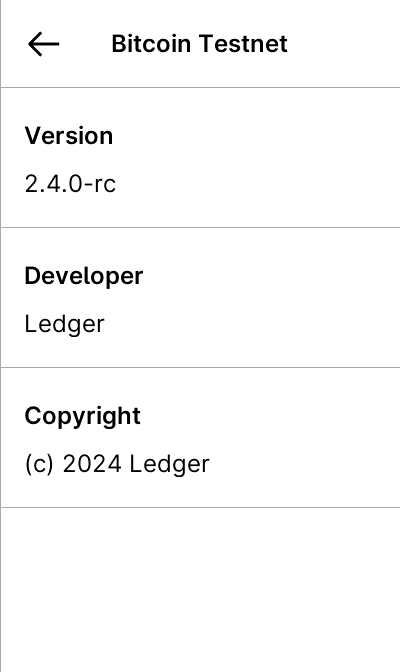 Bitcoin Testnet
Version
2.4.0-rc
Developer
Ledger
Copyright
(c) 2024 Ledger